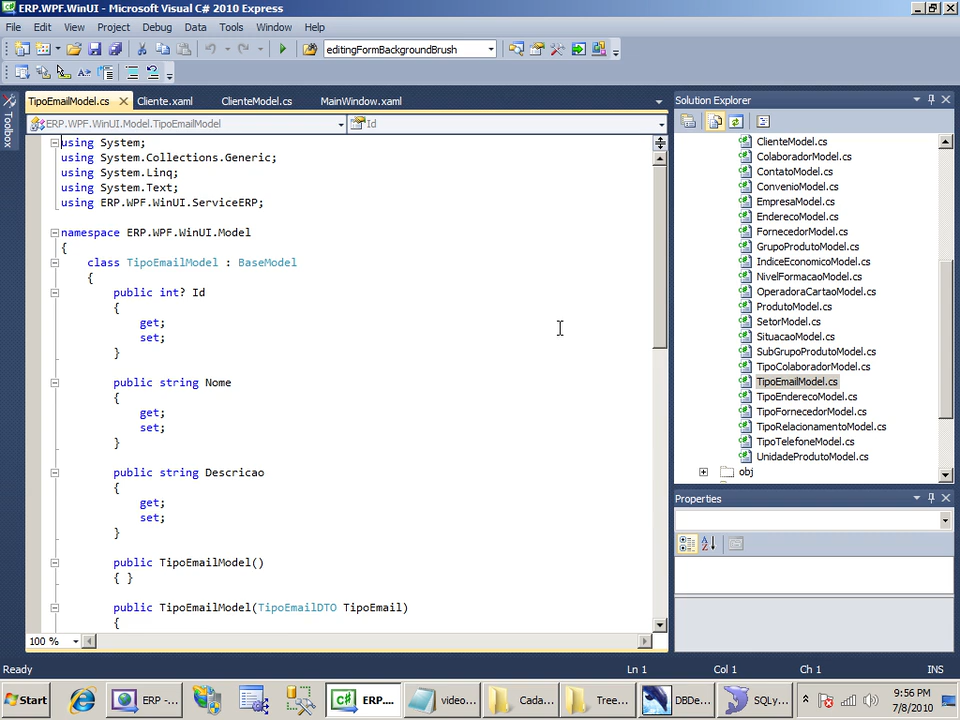 ERP.WPF.WinUI - Microsoft Visual C# 2010 Express
File Edit View Project Debug Data Tools Window Help
editingFormBackgroundBrush
TipoEmailModel.cs Cliente.xaml ClienteModel.cs MainWindow.xaml
ERP.WPF.WinUI.Model.TipoEmailModel Id
Toolbox
using System;
using System.Collections.Generic;
using System.Linq;
using System.Text;
using ERP.WPF.WinUI.ServiceERP;
namespace ERP.WPF.WinUI.Model
{
class TipoEmailModel : BaseModel
{
public int? Id
{
get;
set;
}
public string Nome
{
get;
set;
}
public string Descricao
{
get;
set;
}
public TipoEmailModel()
{ }
public TipoEmailModel(TipoEmailDTO TipoEmail)
{
100 %
Solution Explorer
ClienteModel.cs
ColaboradorModel.cs
ContatoModel.cs
ConvenioModel.cs
EmpresaModel.cs
EnderecoModel.cs
FornecedorModel.cs
GrupoProdutoModel.cs
IndiceEconomicoModel.cs
NivelFormacaoModel.cs
OperadoraCartaoModel.cs
ProdutoModel.cs
SetorModel.cs
SituacaoModel.cs
SubGrupoProdutoModel.cs
TipoColaboradorModel.cs
TipoEmailModel.cs
TipoEnderecoModel.cs
TipoFornecedorModel.cs
TipoRelacionamentoModel.cs
TipoTelefoneModel.cs
UnidadeProdutoModel.cs
obj
Properties
Ready Ln 1 Col 1 Ch 1 INS
Start ERP -... ERP.... video... Cada... Tree... DBDe... SQLy... 9:56 PM
7/8/2010